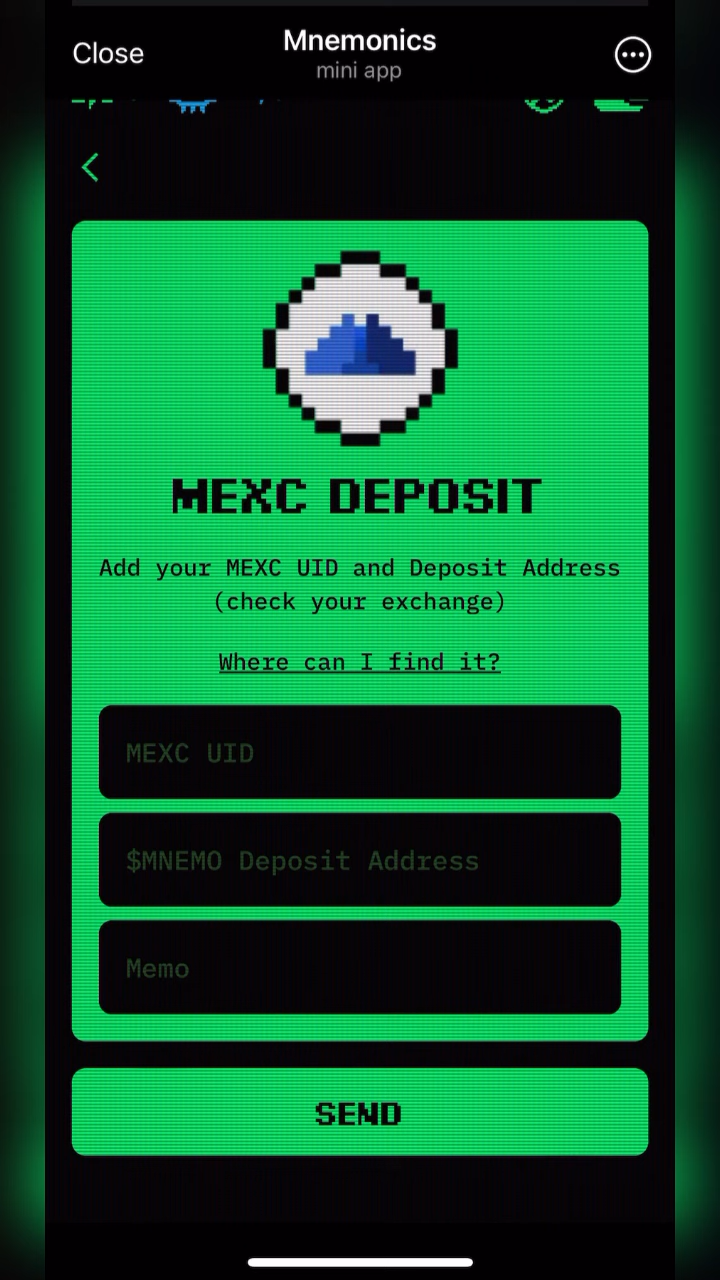 Close
Mnemonics
mini app
MEXC DEPOSIT
Add your MEXC UID and Deposit Address
(check your exchange)
Where can I find it?
MEXC UID
$MNEMO Deposit Address
Memo
SEND